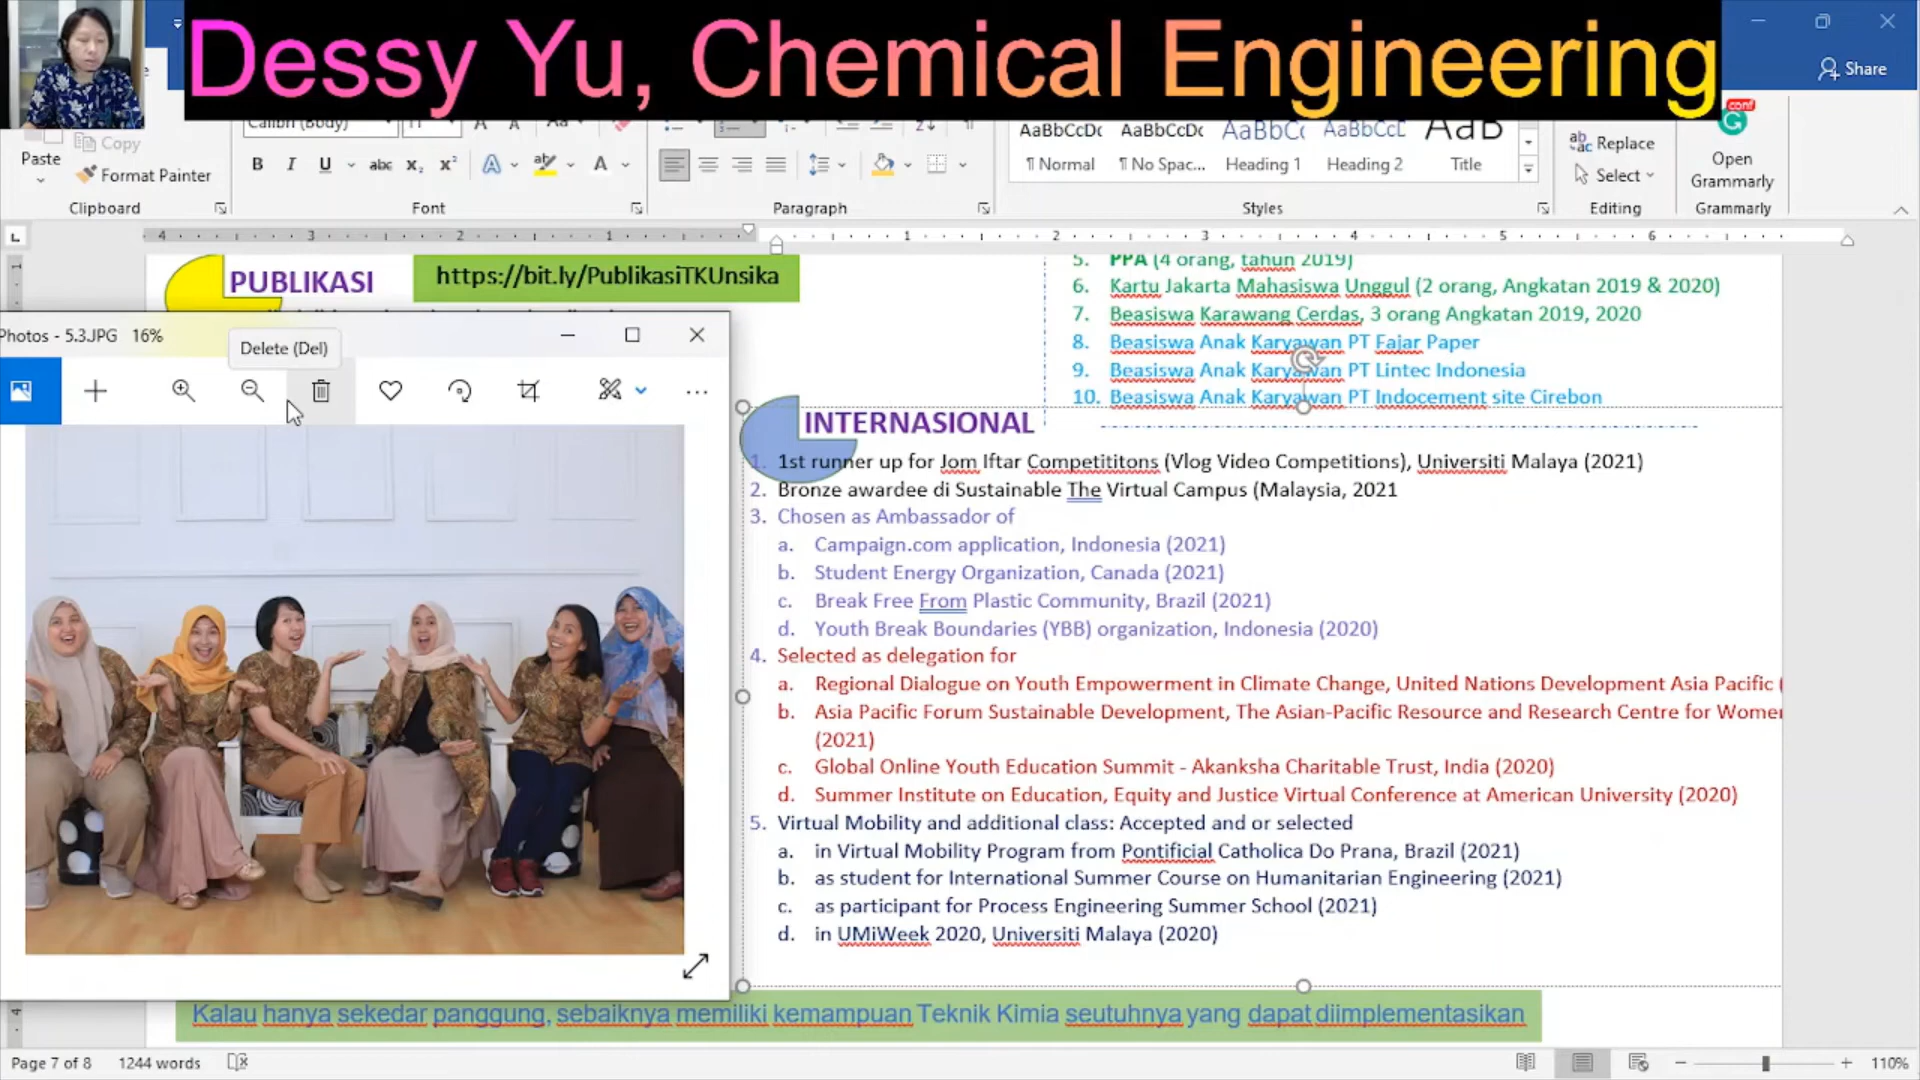 Dessy Yu, Chemical Engineering
Share
Paste
Copy
Format Painter
Calibri (Body)
11
Replace
Select
Open Grammarly
AaBbCcDc
AaBbCcDc
AaBbC
AaBbCcD
AaB
¶ Normal
¶ No Spac...
Heading 1
Heading 2
Title
Clipboard
Font
Paragraph
Styles
Editing
Grammarly
PUBLIKASI
https://bit.ly/PublikasiTKUnsika
5. PPA (4 orang, tahun 2019)
6. Kartu Jakarta Mahasiswa Unggul (2 orang, Angkatan 2019 & 2020)
7. Beasiswa Karawang Cerdas, 3 orang Angkatan 2019, 2020
8. Beasiswa Anak Karyawan PT Fajar Paper
9. Beasiswa Anak Karyawan PT Lintec Indonesia
10. Beasiswa Anak Karyawan PT Indocement site Cirebon
Photos - 5.3.JPG 16%
Delete (Del)
INTERNASIONAL
1. 1st runner up for Jom Iftar Competititons (Vlog Video Competitions), Universiti Malaya (2021)
2. Bronze awardee di Sustainable The Virtual Campus (Malaysia, 2021
3. Chosen as Ambassador of
a. Campaign.com application, Indonesia (2021)
b. Student Energy Organization, Canada (2021)
c. Break Free From Plastic Community, Brazil (2021)
d. Youth Break Boundaries (YBB) organization, Indonesia (2020)
4. Selected as delegation for
a. Regional Dialogue on Youth Empowerment in Climate Change, United Nations Development Asia Pacific (
b. Asia Pacific Forum Sustainable Development, The Asian-Pacific Resource and Research Centre for Women
(2021)
c. Global Online Youth Education Summit - Akanksha Charitable Trust, India (2020)
d. Summer Institute on Education, Equity and Justice Virtual Conference at American University (2020)
5. Virtual Mobility and additional class: Accepted and or selected
a. in Virtual Mobility Program from Pontificial Catholica Do Prana, Brazil (2021)
b. as student for International Summer Course on Humanitarian Engineering (2021)
c. as participant for Process Engineering Summer School (2021)
d. in UMiWeek 2020, Universiti Malaya (2020)
Kalau hanya sekedar panggung, sebaiknya memiliki kemampuan Teknik Kimia seutuhnya yang dapat diimplementasikan
Page 7 of 8 1244 words
110%